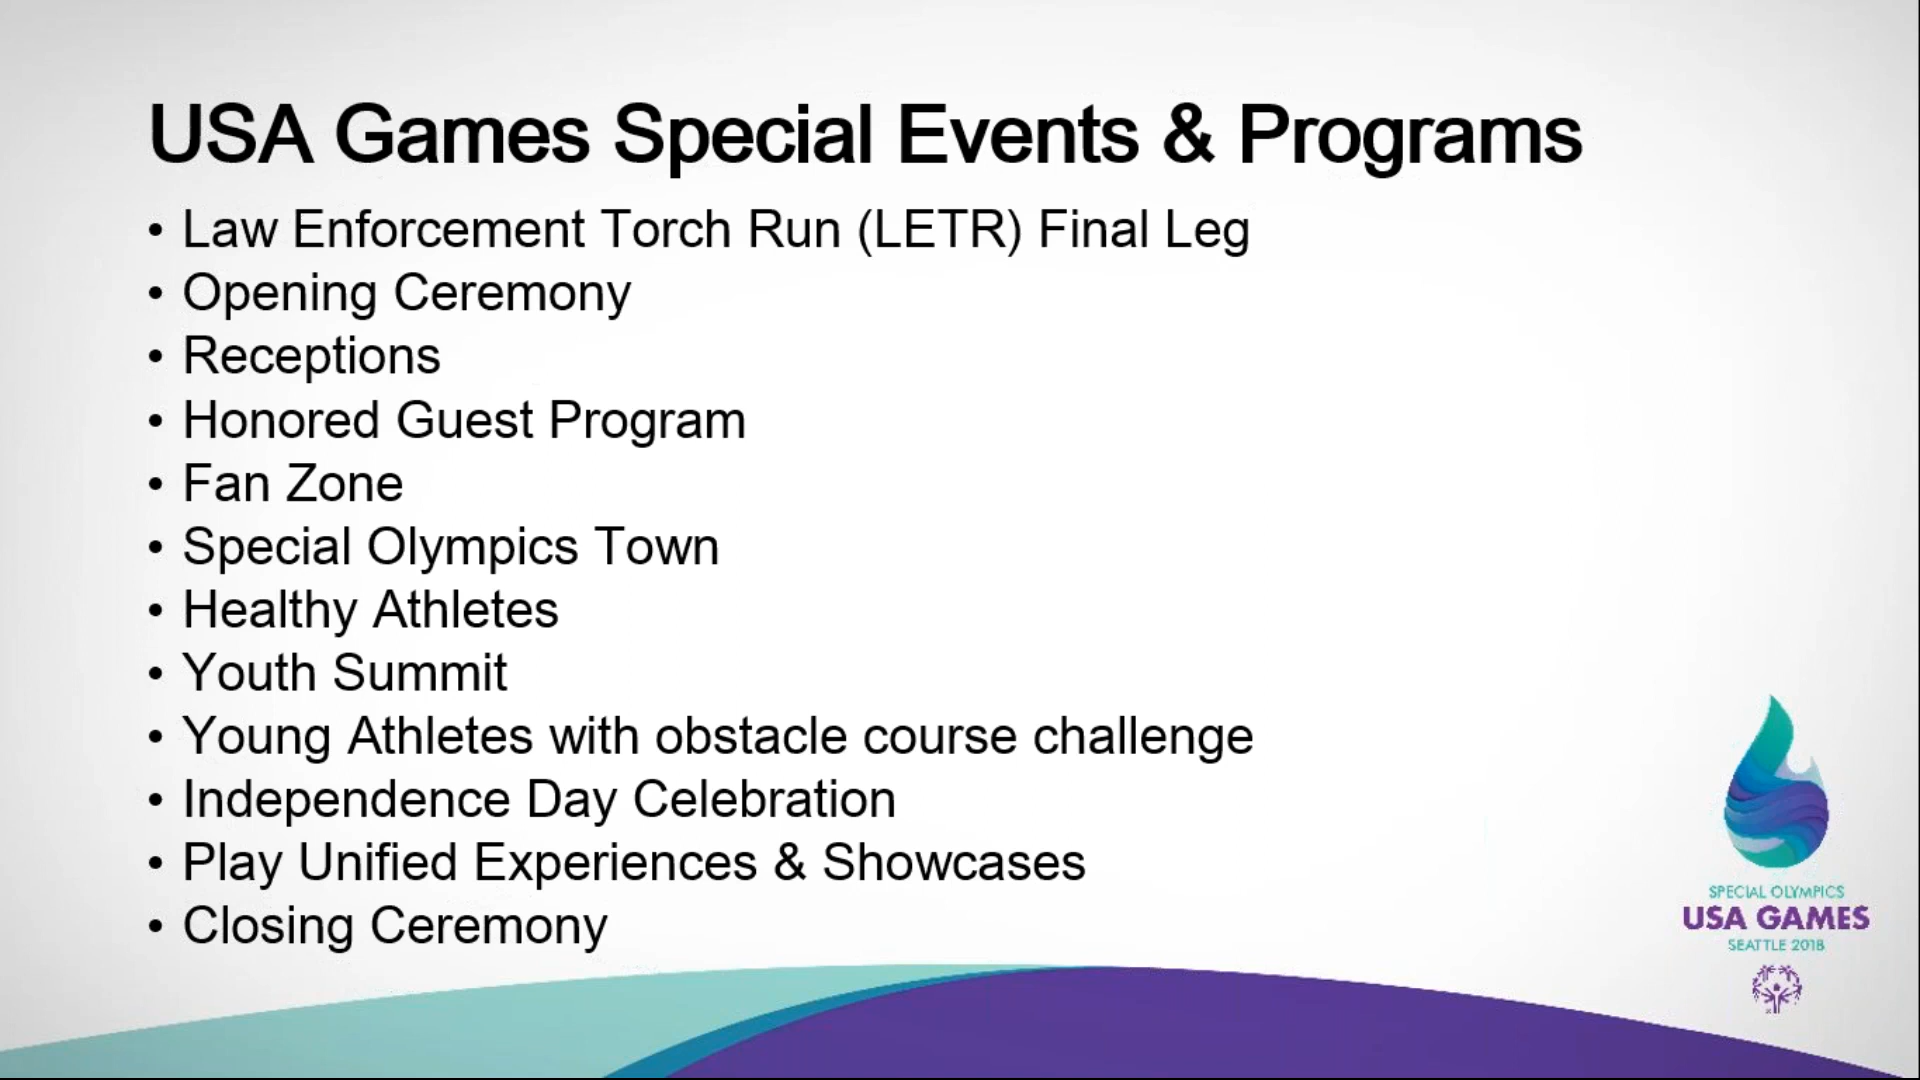 USA Games Special Events & Programs
• Law Enforcement Torch Run (LETR) Final Leg
• Opening Ceremony
• Receptions
• Honored Guest Program
• Fan Zone
• Special Olympics Town
• Healthy Athletes
• Youth Summit
• Young Athletes with obstacle course challenge
• Independence Day Celebration
• Play Unified Experiences & Showcases
• Closing Ceremony
SPECIAL OLYMPICS
USA GAMES
SEATTLE 2018